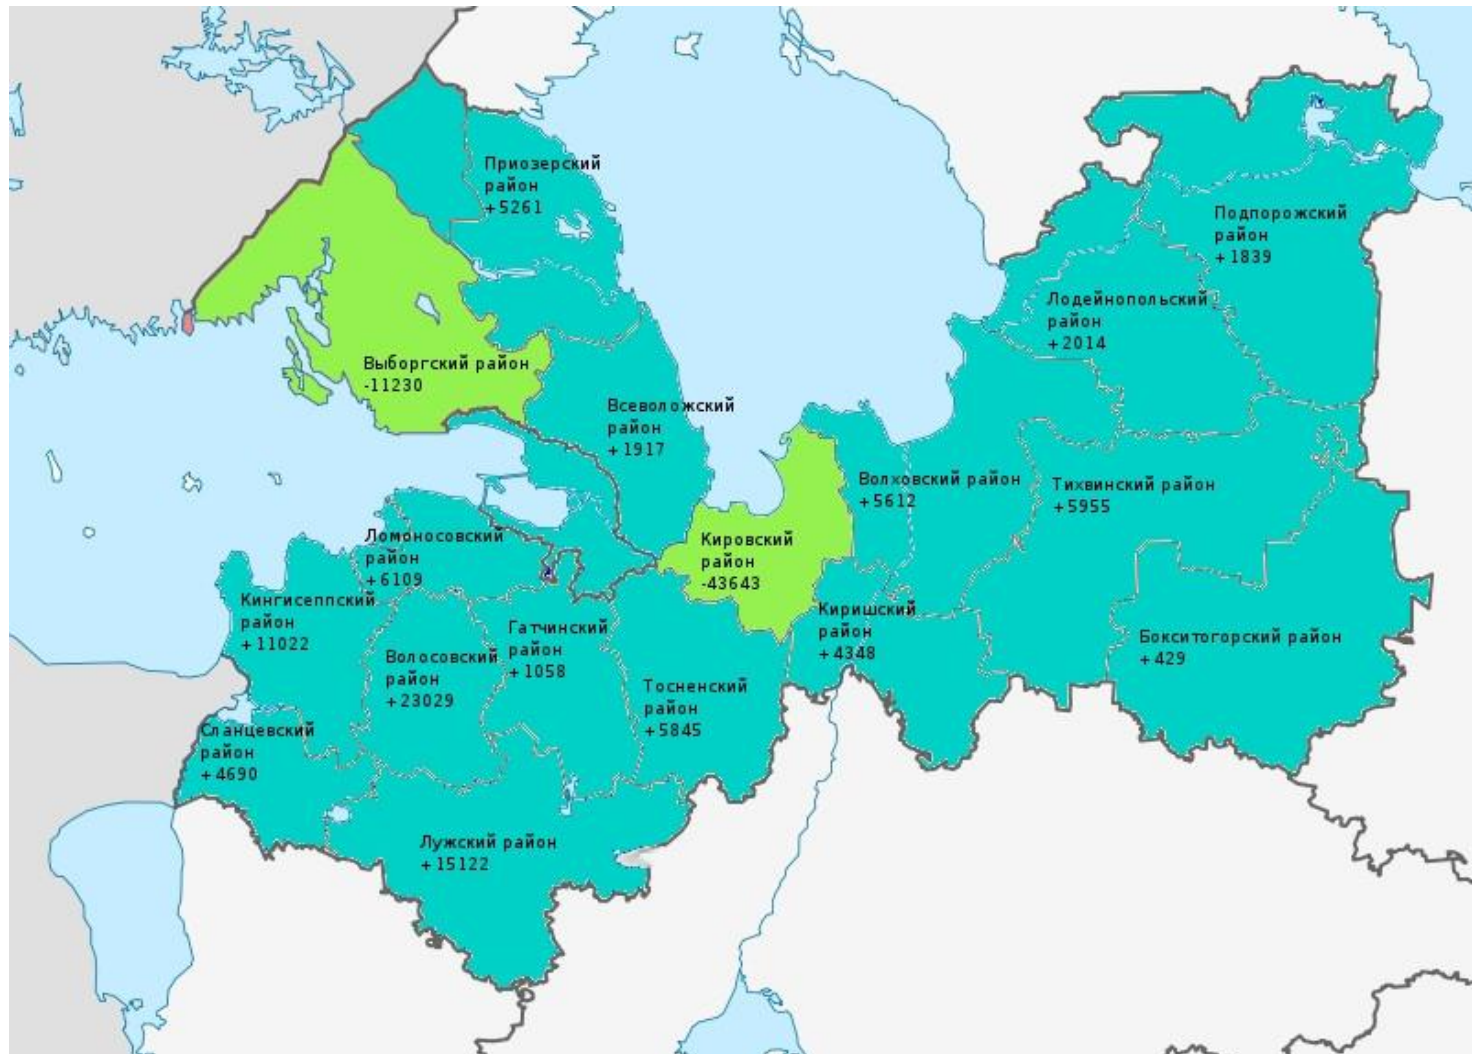 Приозерский
район
+5261
Подпорожский
район
+1839
Лодейнопольский
район
+2014
Выборгский район
-11230
Всеволожский
район
+1917
Волховский район
+5612
Тихвинский район
+5955
Ломоносовский
район
+6109
Кировский
район
-43643
Кингисеппский
район
+11022
Гатчинский
район
+1058
Киришский
район
+4348
Бокситогорский район
+429
Волосовский
район
+23029
Тосненский
район
+5845
Сланцевский
район
+4690
Лужский район
+15122